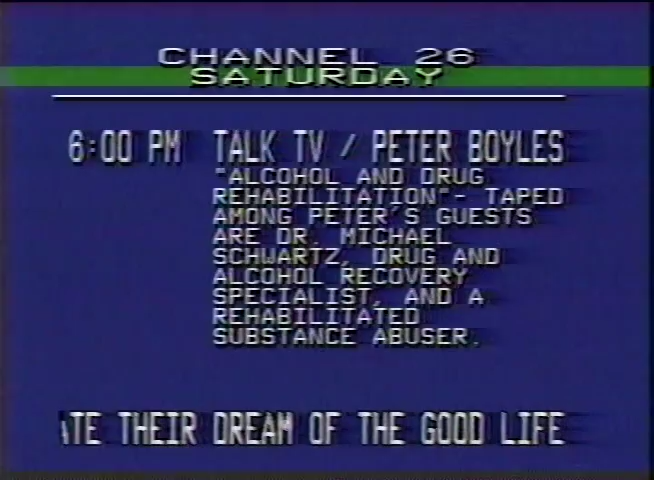 CHANNEL 26
SATURDAY
6:00 PM TALK TV / PETER BOYLES
"ALCOHOL AND DRUG
REHABILITATION"- TAPED
AMONG PETER'S GUESTS
ARE DR. MICHAEL
SCHWARTZ, DRUG AND
ALCOHOL RECOVERY
SPECIALIST, AND A
REHABILITATED
SUBSTANCE ABUSER.
THEIR DREAM OF THE GOOD LIFE